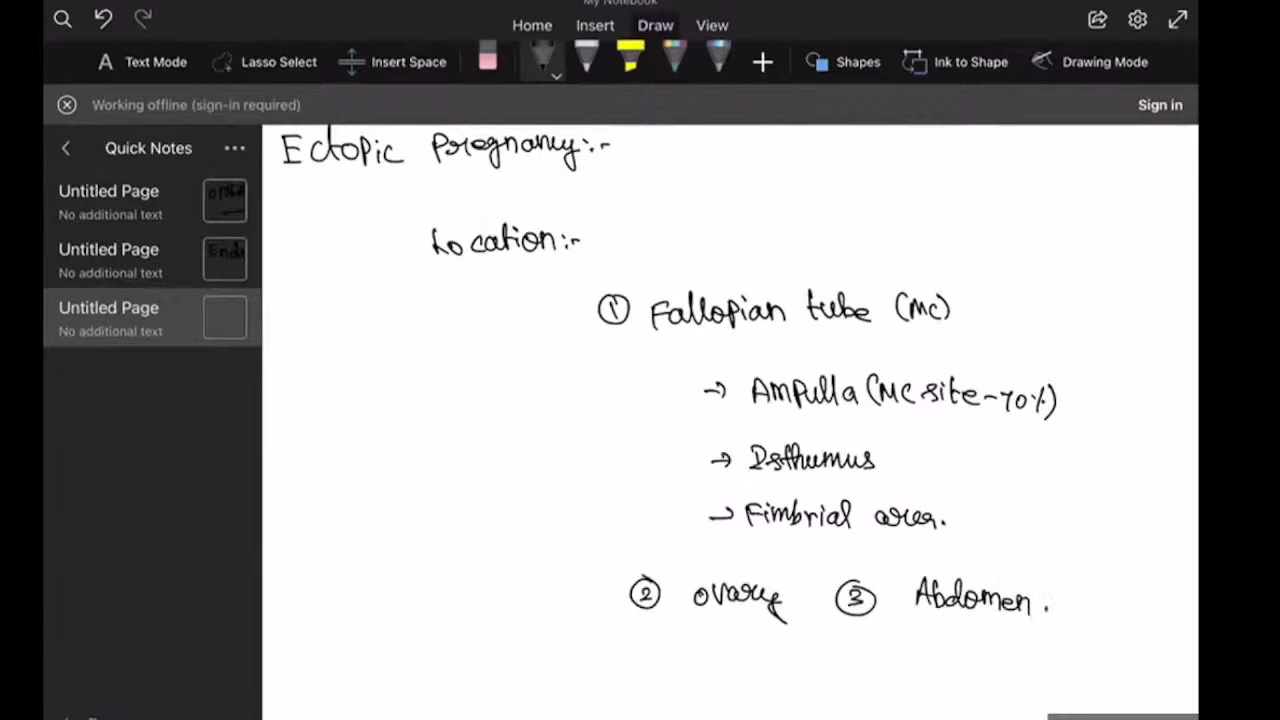 My Notebook
Home Insert Draw View
Text Mode Lasso Select Insert Space Shapes Ink to Shape Drawing Mode
Working offline (sign-in required) Sign in
Quick Notes
Untitled Page
No additional text
Untitled Page
No additional text
Untitled Page
No additional text
Ectopic Pregnancy:-
Location:-
① Fallopian tube (MC)
→ Ampulla (MC site-70%)
→ Isthumus
→ Fimbrial area.
② ovary ③ Abdomen.